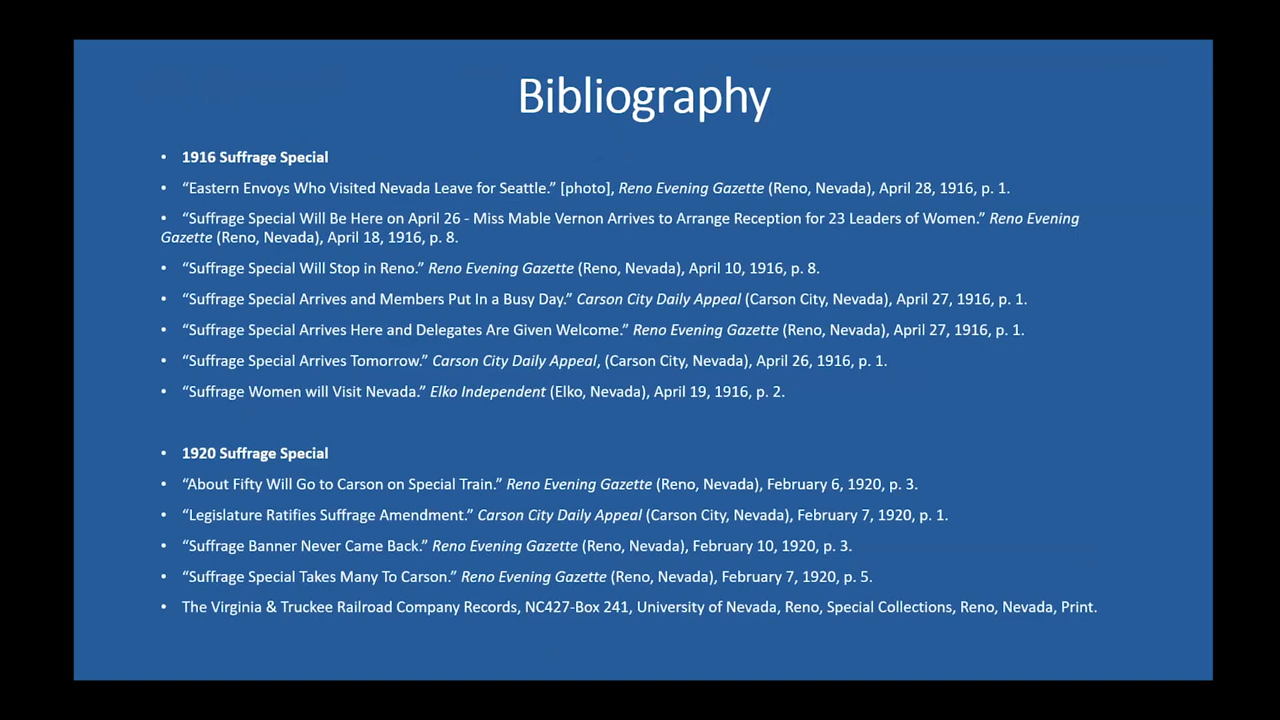 Bibliography
• 1916 Suffrage Special
• “Eastern Envoys Who Visited Nevada Leave for Seattle.” [photo], Reno Evening Gazette (Reno, Nevada), April 28, 1916, p. 1.
• “Suffrage Special Will Be Here on April 26 - Miss Mable Vernon Arrives to Arrange Reception for 23 Leaders of Women.” Reno Evening
Gazette (Reno, Nevada), April 18, 1916, p. 8.
• “Suffrage Special Will Stop in Reno.” Reno Evening Gazette (Reno, Nevada), April 10, 1916, p. 8.
• “Suffrage Special Arrives and Members Put In a Busy Day.” Carson City Daily Appeal (Carson City, Nevada), April 27, 1916, p. 1.
• “Suffrage Special Arrives Here and Delegates Are Given Welcome.” Reno Evening Gazette (Reno, Nevada), April 27, 1916, p. 1.
• “Suffrage Special Arrives Tomorrow.” Carson City Daily Appeal, (Carson City, Nevada), April 26, 1916, p. 1.
• “Suffrage Women will Visit Nevada.” Elko Independent (Elko, Nevada), April 19, 1916, p. 2.
• 1920 Suffrage Special
• “About Fifty Will Go to Carson on Special Train.” Reno Evening Gazette (Reno, Nevada), February 6, 1920, p. 3.
• “Legislature Ratifies Suffrage Amendment.” Carson City Daily Appeal (Carson City, Nevada), February 7, 1920, p. 1.
• “Suffrage Banner Never Came Back.” Reno Evening Gazette (Reno, Nevada), February 10, 1920, p. 3.
• “Suffrage Special Takes Many To Carson.” Reno Evening Gazette (Reno, Nevada), February 7, 1920, p. 5.
• The Virginia & Truckee Railroad Company Records, NC427-Box 241, University of Nevada, Reno, Special Collections, Reno, Nevada, Print.